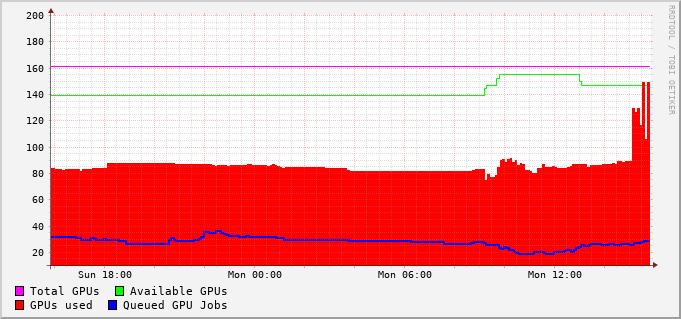 200
180
160
140
120
100
80
60
40
20
Sun 18:00 Mon 00:00 Mon 06:00 Mon 12:00
Total GPUs Available GPUs
GPUs used Queued GPU Jobs
RRDTOOL / TOBI OETIKER